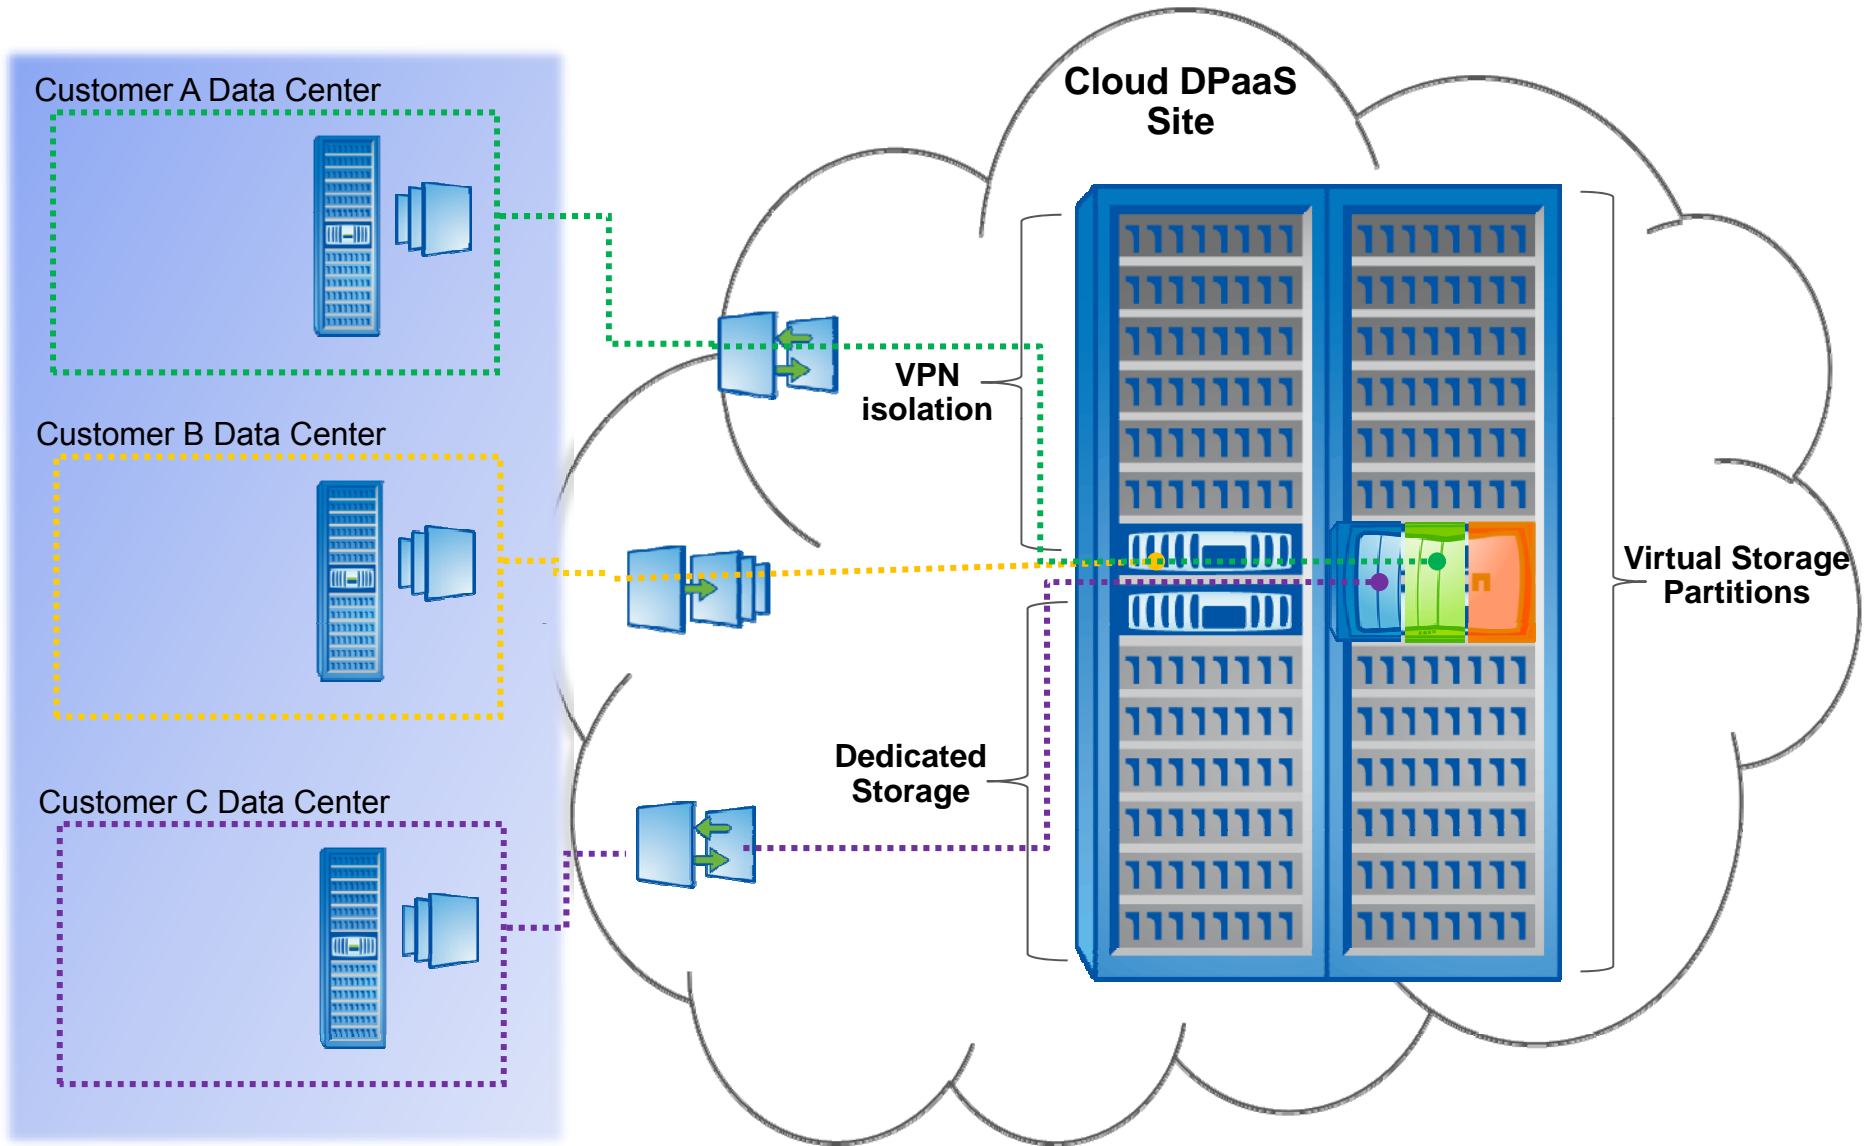 Customer A Data Center
Cloud DPaaS
Site
VPN
isolation
Customer B Data Center
Virtual Storage
Partitions
Dedicated
Storage
Customer C Data Center